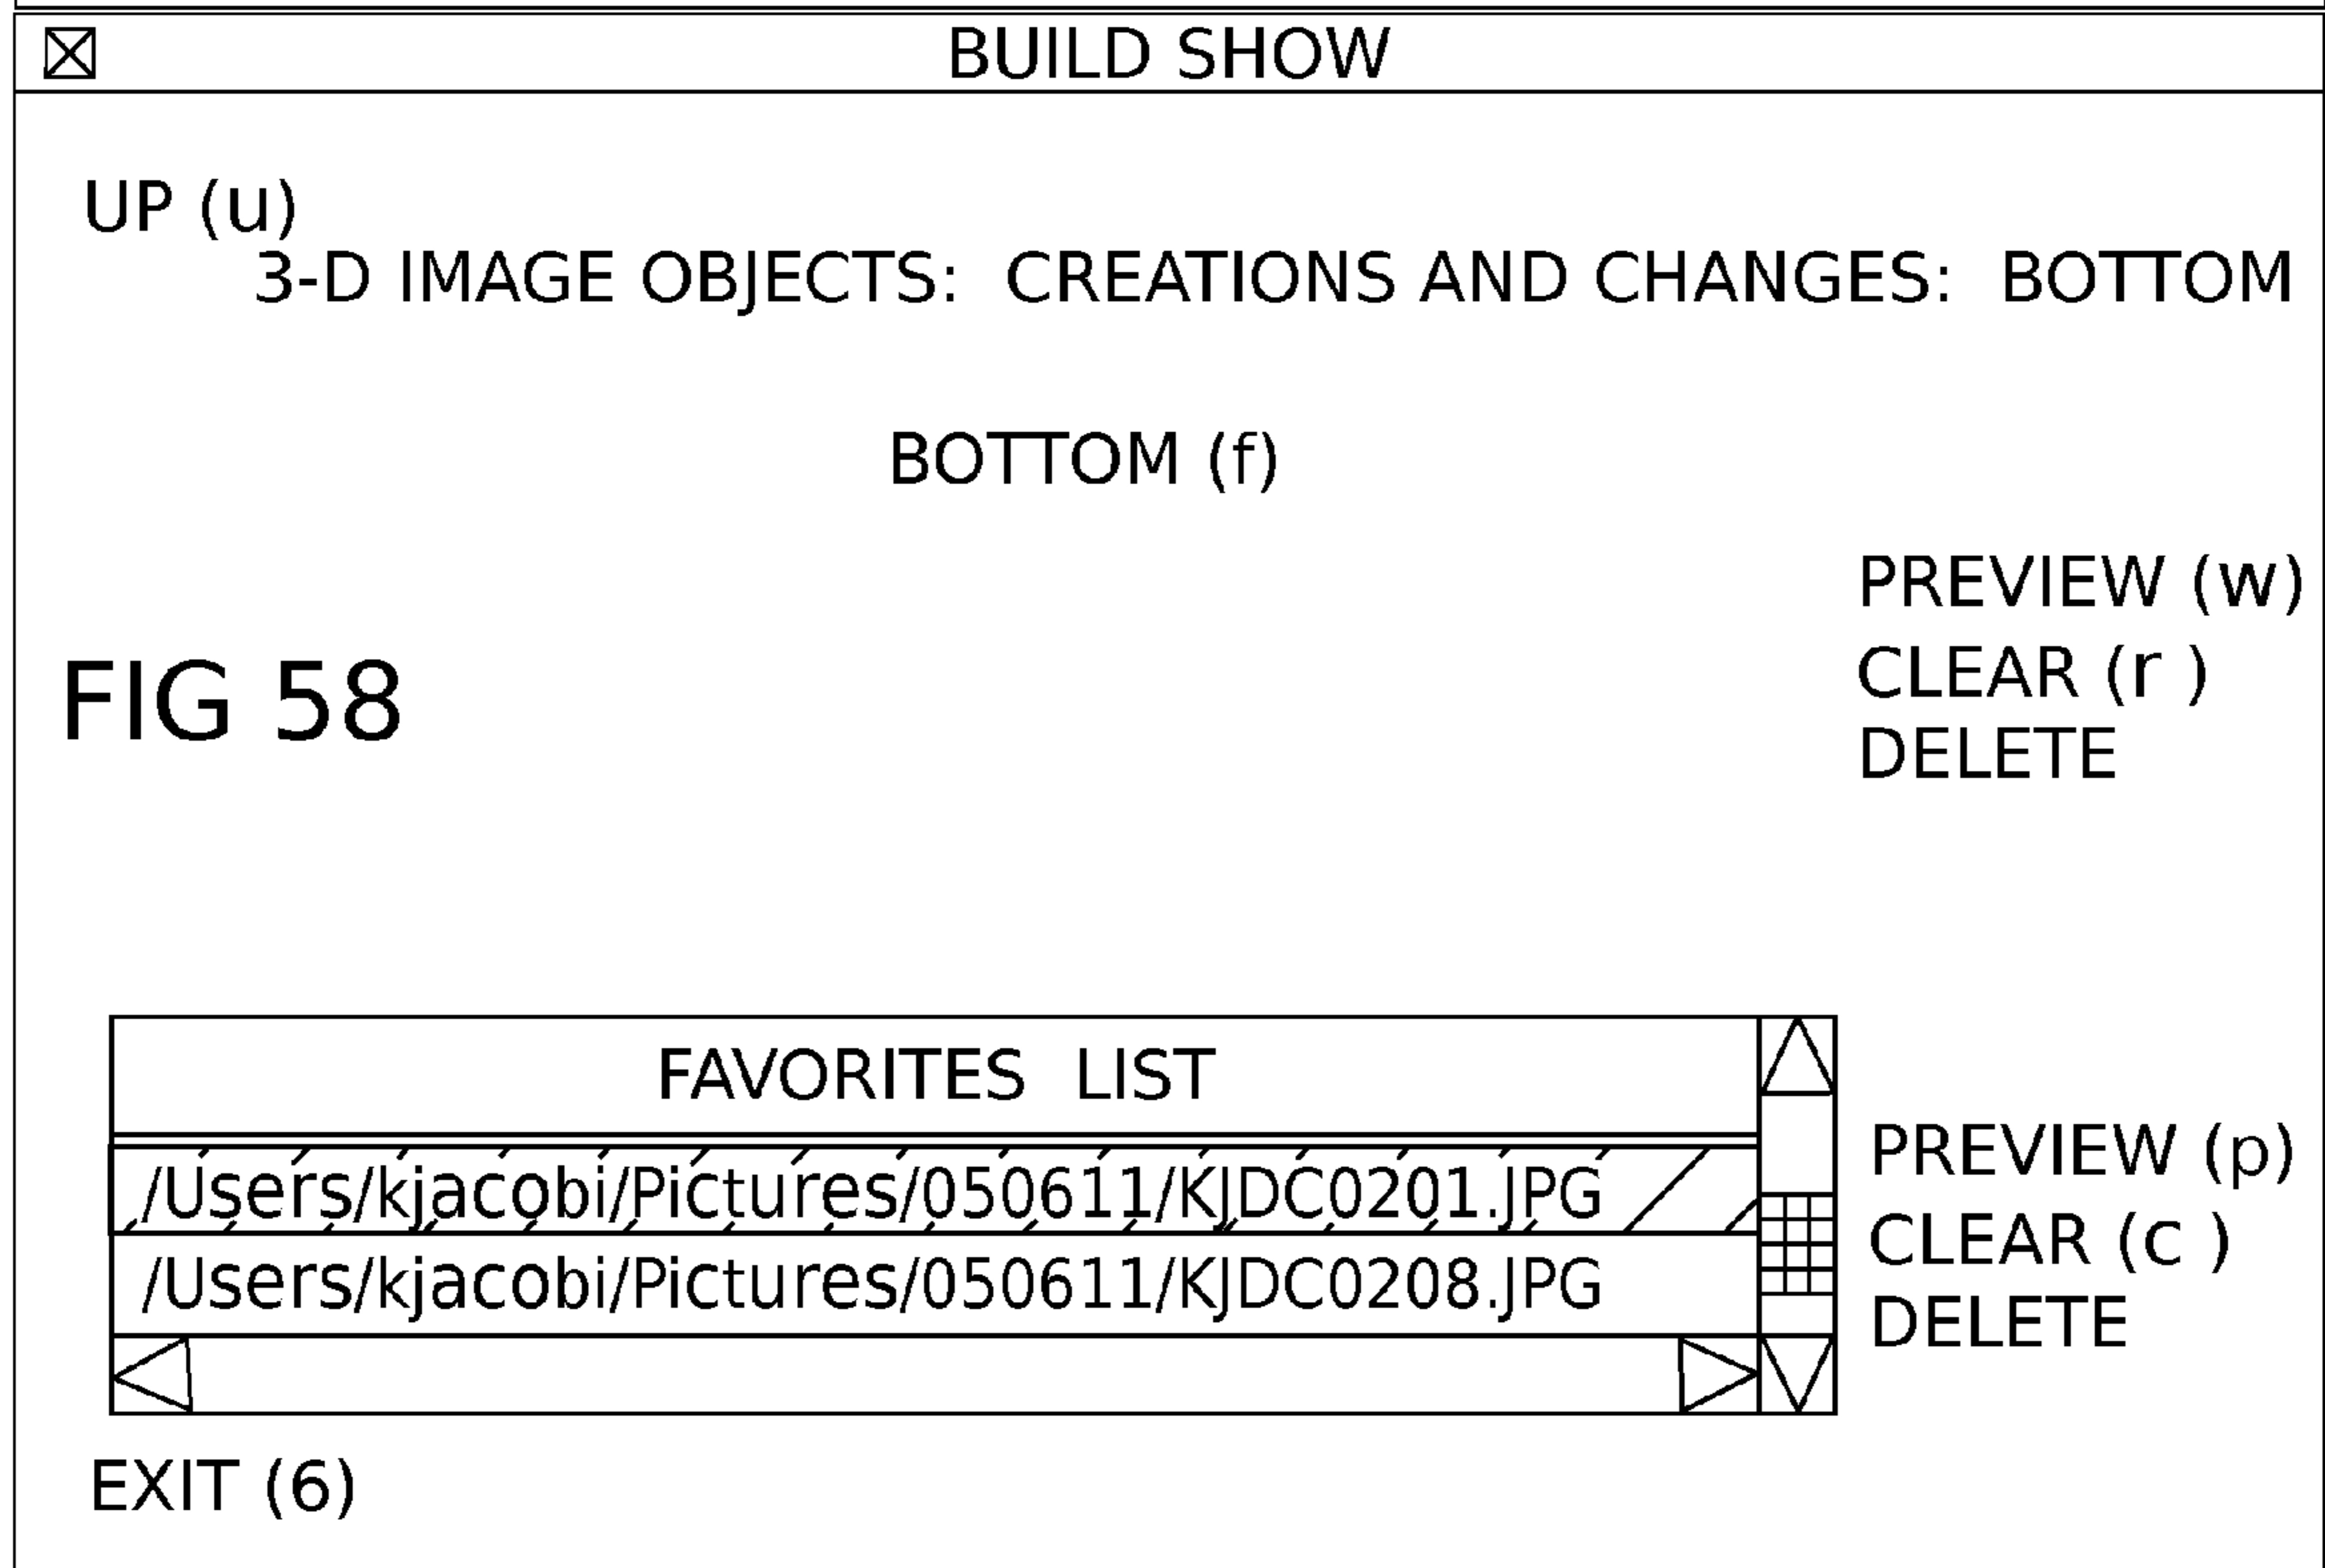 BUILD SHOW
UP (u)
3-D IMAGE OBJECTS: CREATIONS AND CHANGES: BOTTOM
BOTTOM (f)
PREVIEW (w)
CLEAR (r )
FIG 58
DELETE
FAVORITES LIST
/Users/kjacobi/Pictures/050611/KJDC0201.JPG
/Users/kjacobi/Pictures/050611/KJDC0208.JPG
PREVIEW (p)
CLEAR (c )
DELETE
EXIT (6)